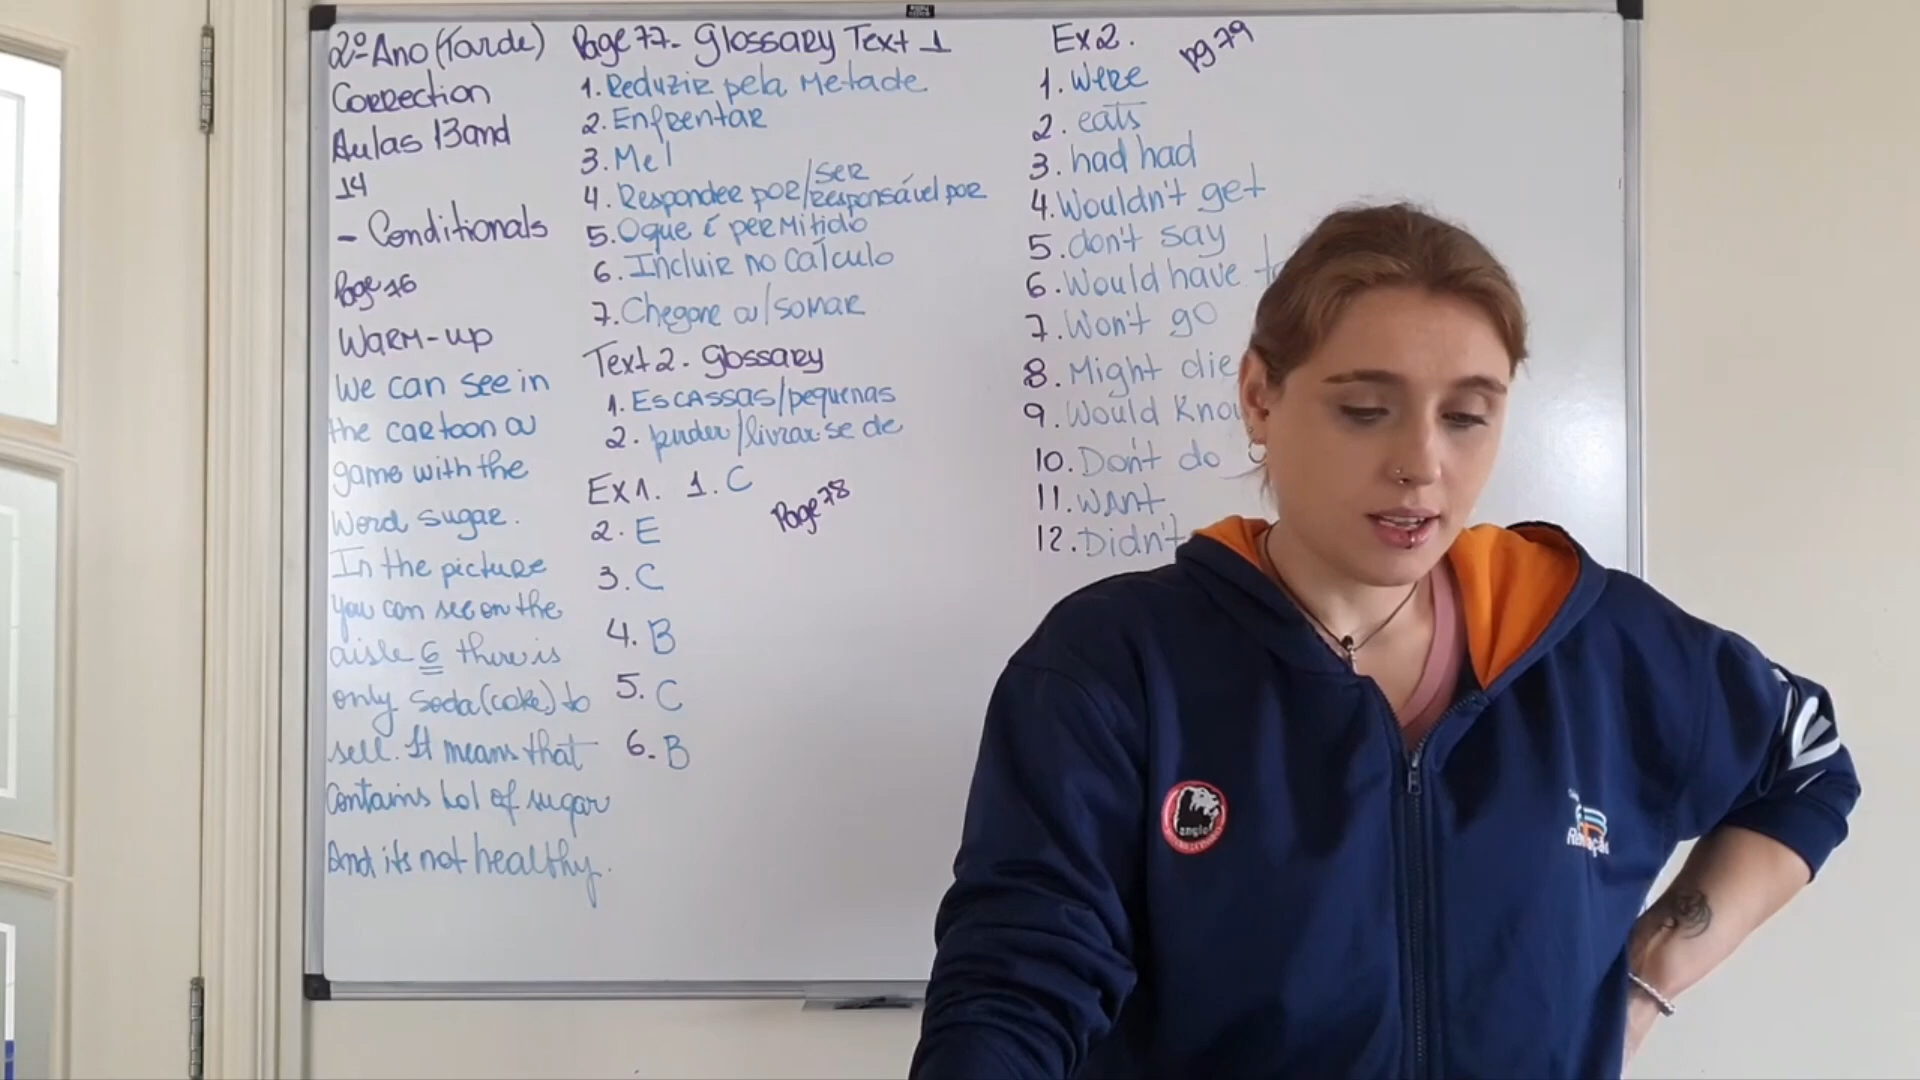 2º Ano (Tarde)
Correction
Aulas 13 and
14
- Conditionals
Page 76
Warm-up
We can see in
the cartoon a
game with the
Word sugar.
In the picture
you can see on the
aisle 6 there is
only soda (coke) to
sell. It means that
contains lot of sugar
And its not healthy.
Page 77- Glossary Text 1
1. Reduzir pela Metade
2. Enfrentar
3. Mel
4. Responder por/ser responsável por
5. O que é permitido
6. Incluir no cálculo
7. Chegar a/somar
Text 2. Glossary
1. Escassas/pequenas
2. perder/livrar-se de
Ex 1. 1. C
Page 78
2. E
3. C
4. B
5. C
6. B
Ex 2. pg 79
1. Were
2. eats
3. had had
4. Wouldn't get
5. don't say
6. Would have
7. Won't go
8. Might die
9. Would Know
10. Don't do
11. Want
12. Didn't
anglo